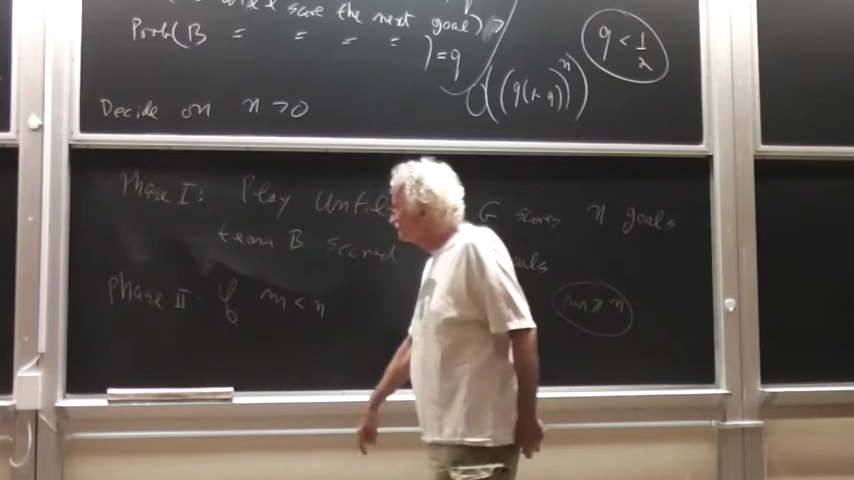 score the next goal) >
Prob(B = = = = ) = q
q < 1/2
O((q(1-q))^n)
Decide on n > 0
Phase I: Play until G scores n goals
team B scored goals
Phase II: if m < n
m ≥ n